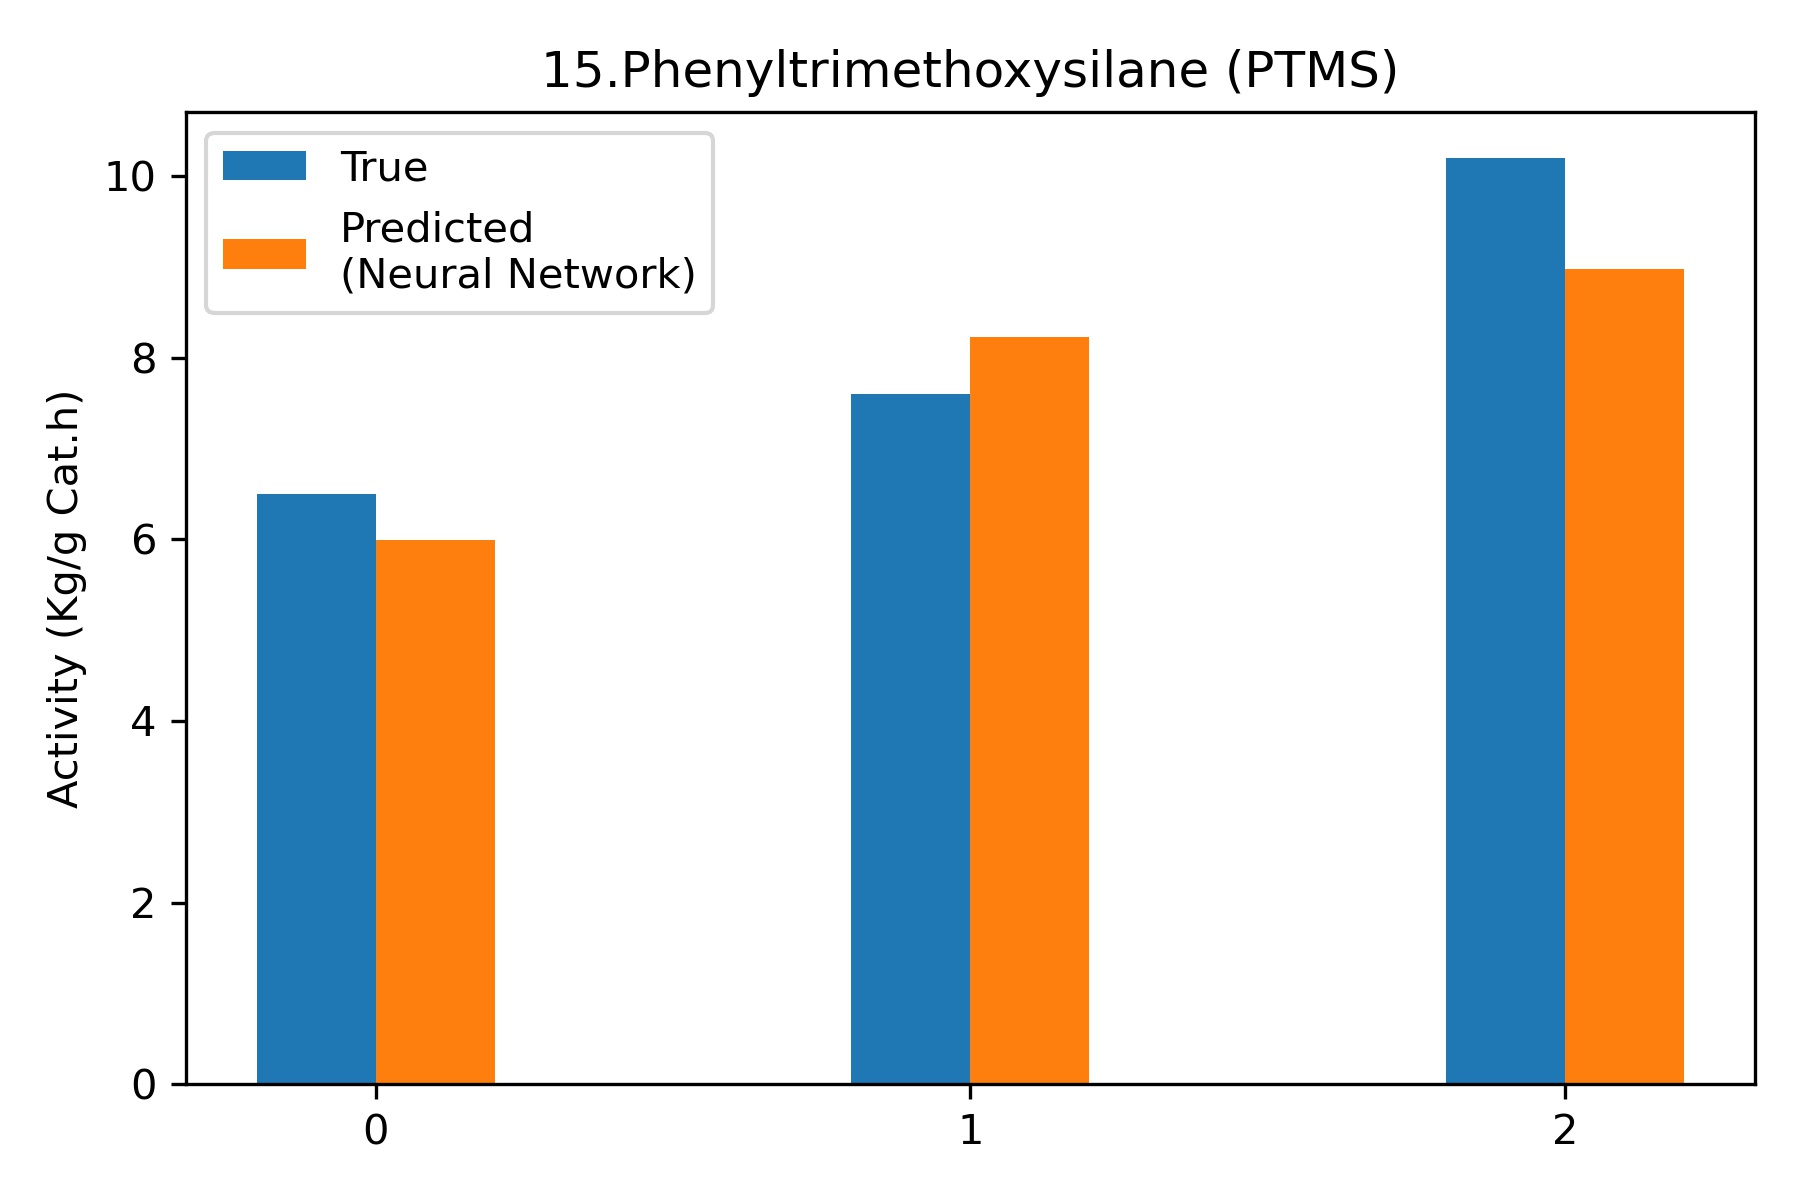 15.Phenyltrimethoxysilane (PTMS)
True
Predicted
(Neural Network)
Activity (Kg/g Cat.h)
10
8
6
4
2
0
0
1
2